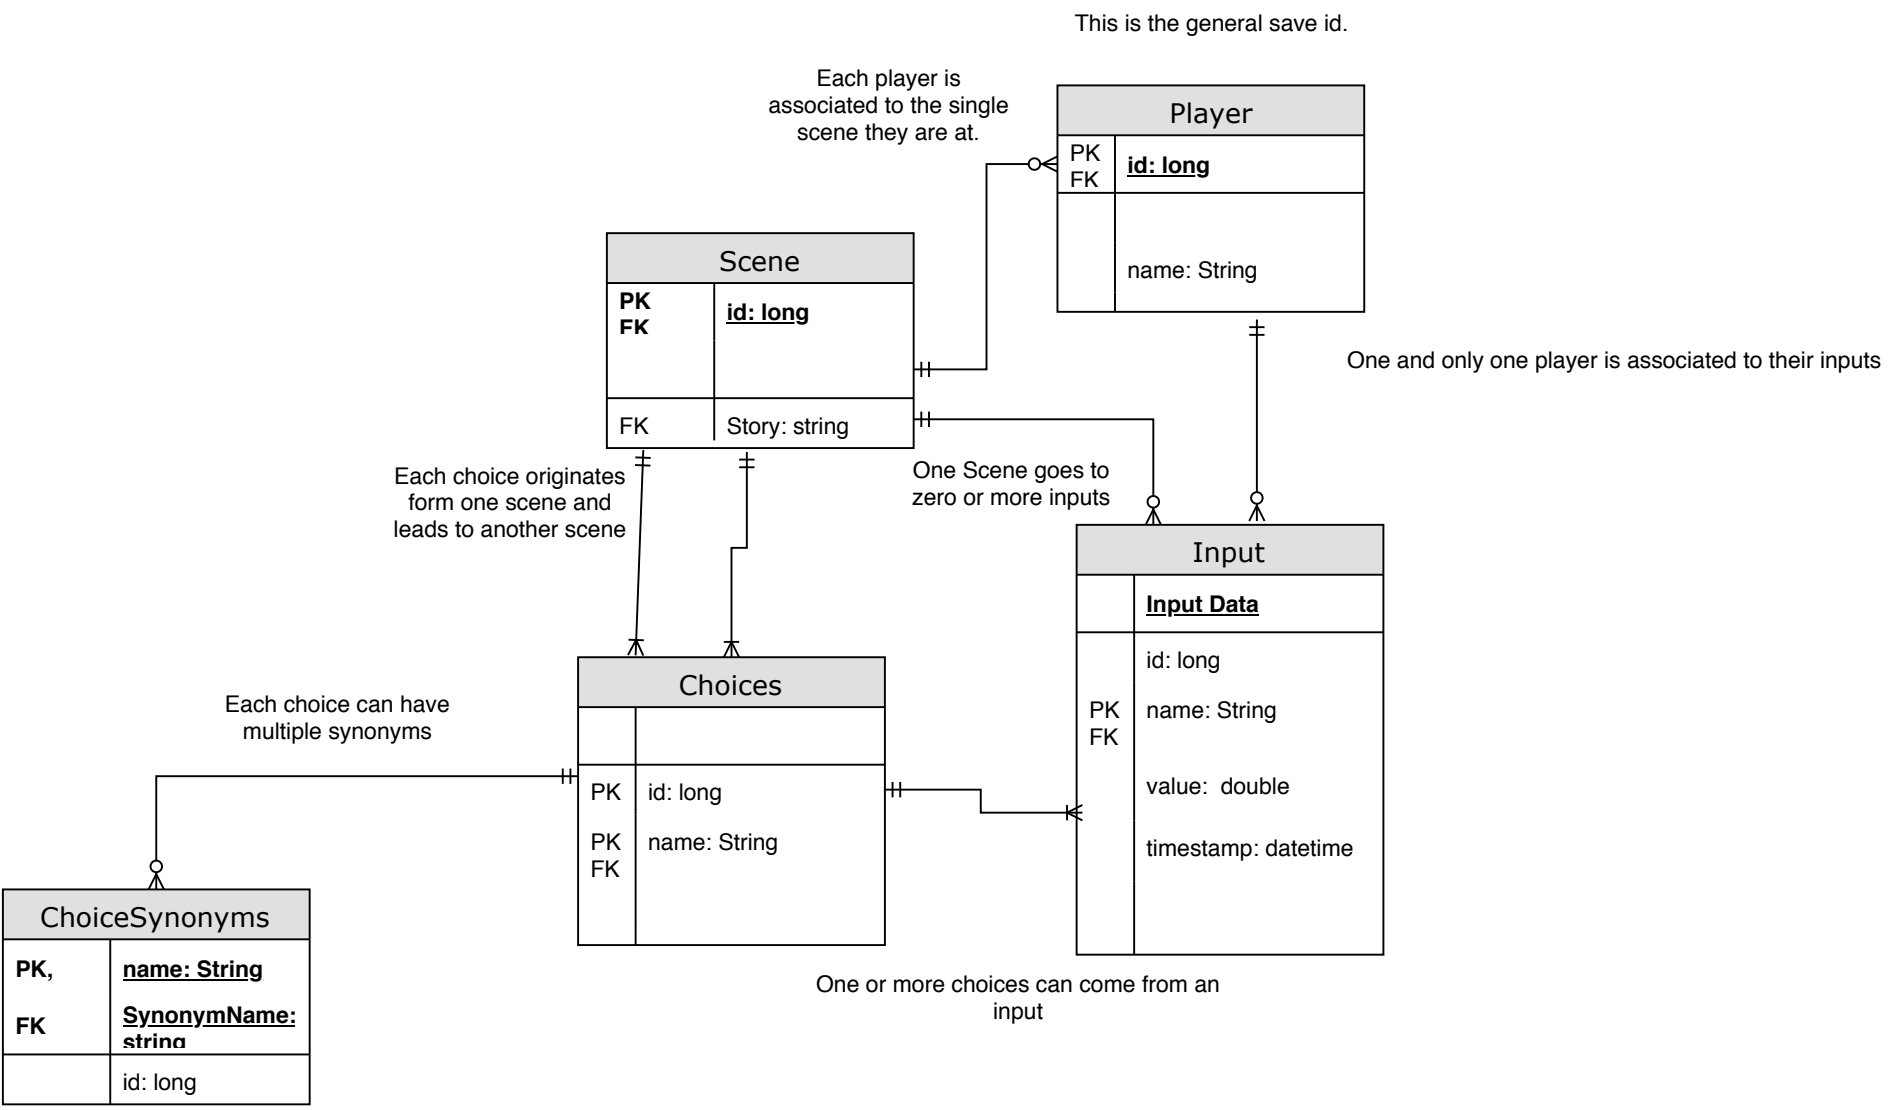 This is the general save id.
Each player is
associated to the single
scene they are at.
Player
PK
FK
id: long
name: String
Scene
PK
FK
id: long
FK
Story: string
One and only one player is associated to their inputs
Each choice originates
form one scene and
leads to another scene
One Scene goes to
zero or more inputs
Input
Input Data
id: long
PK
FK
name: String
value: double
timestamp: datetime
Choices
PK
id: long
PK
FK
name: String
Each choice can have
multiple synonyms
ChoiceSynonyms
PK,
name: String
FK
SynonymName:
string
id: long
One or more choices can come from an
input